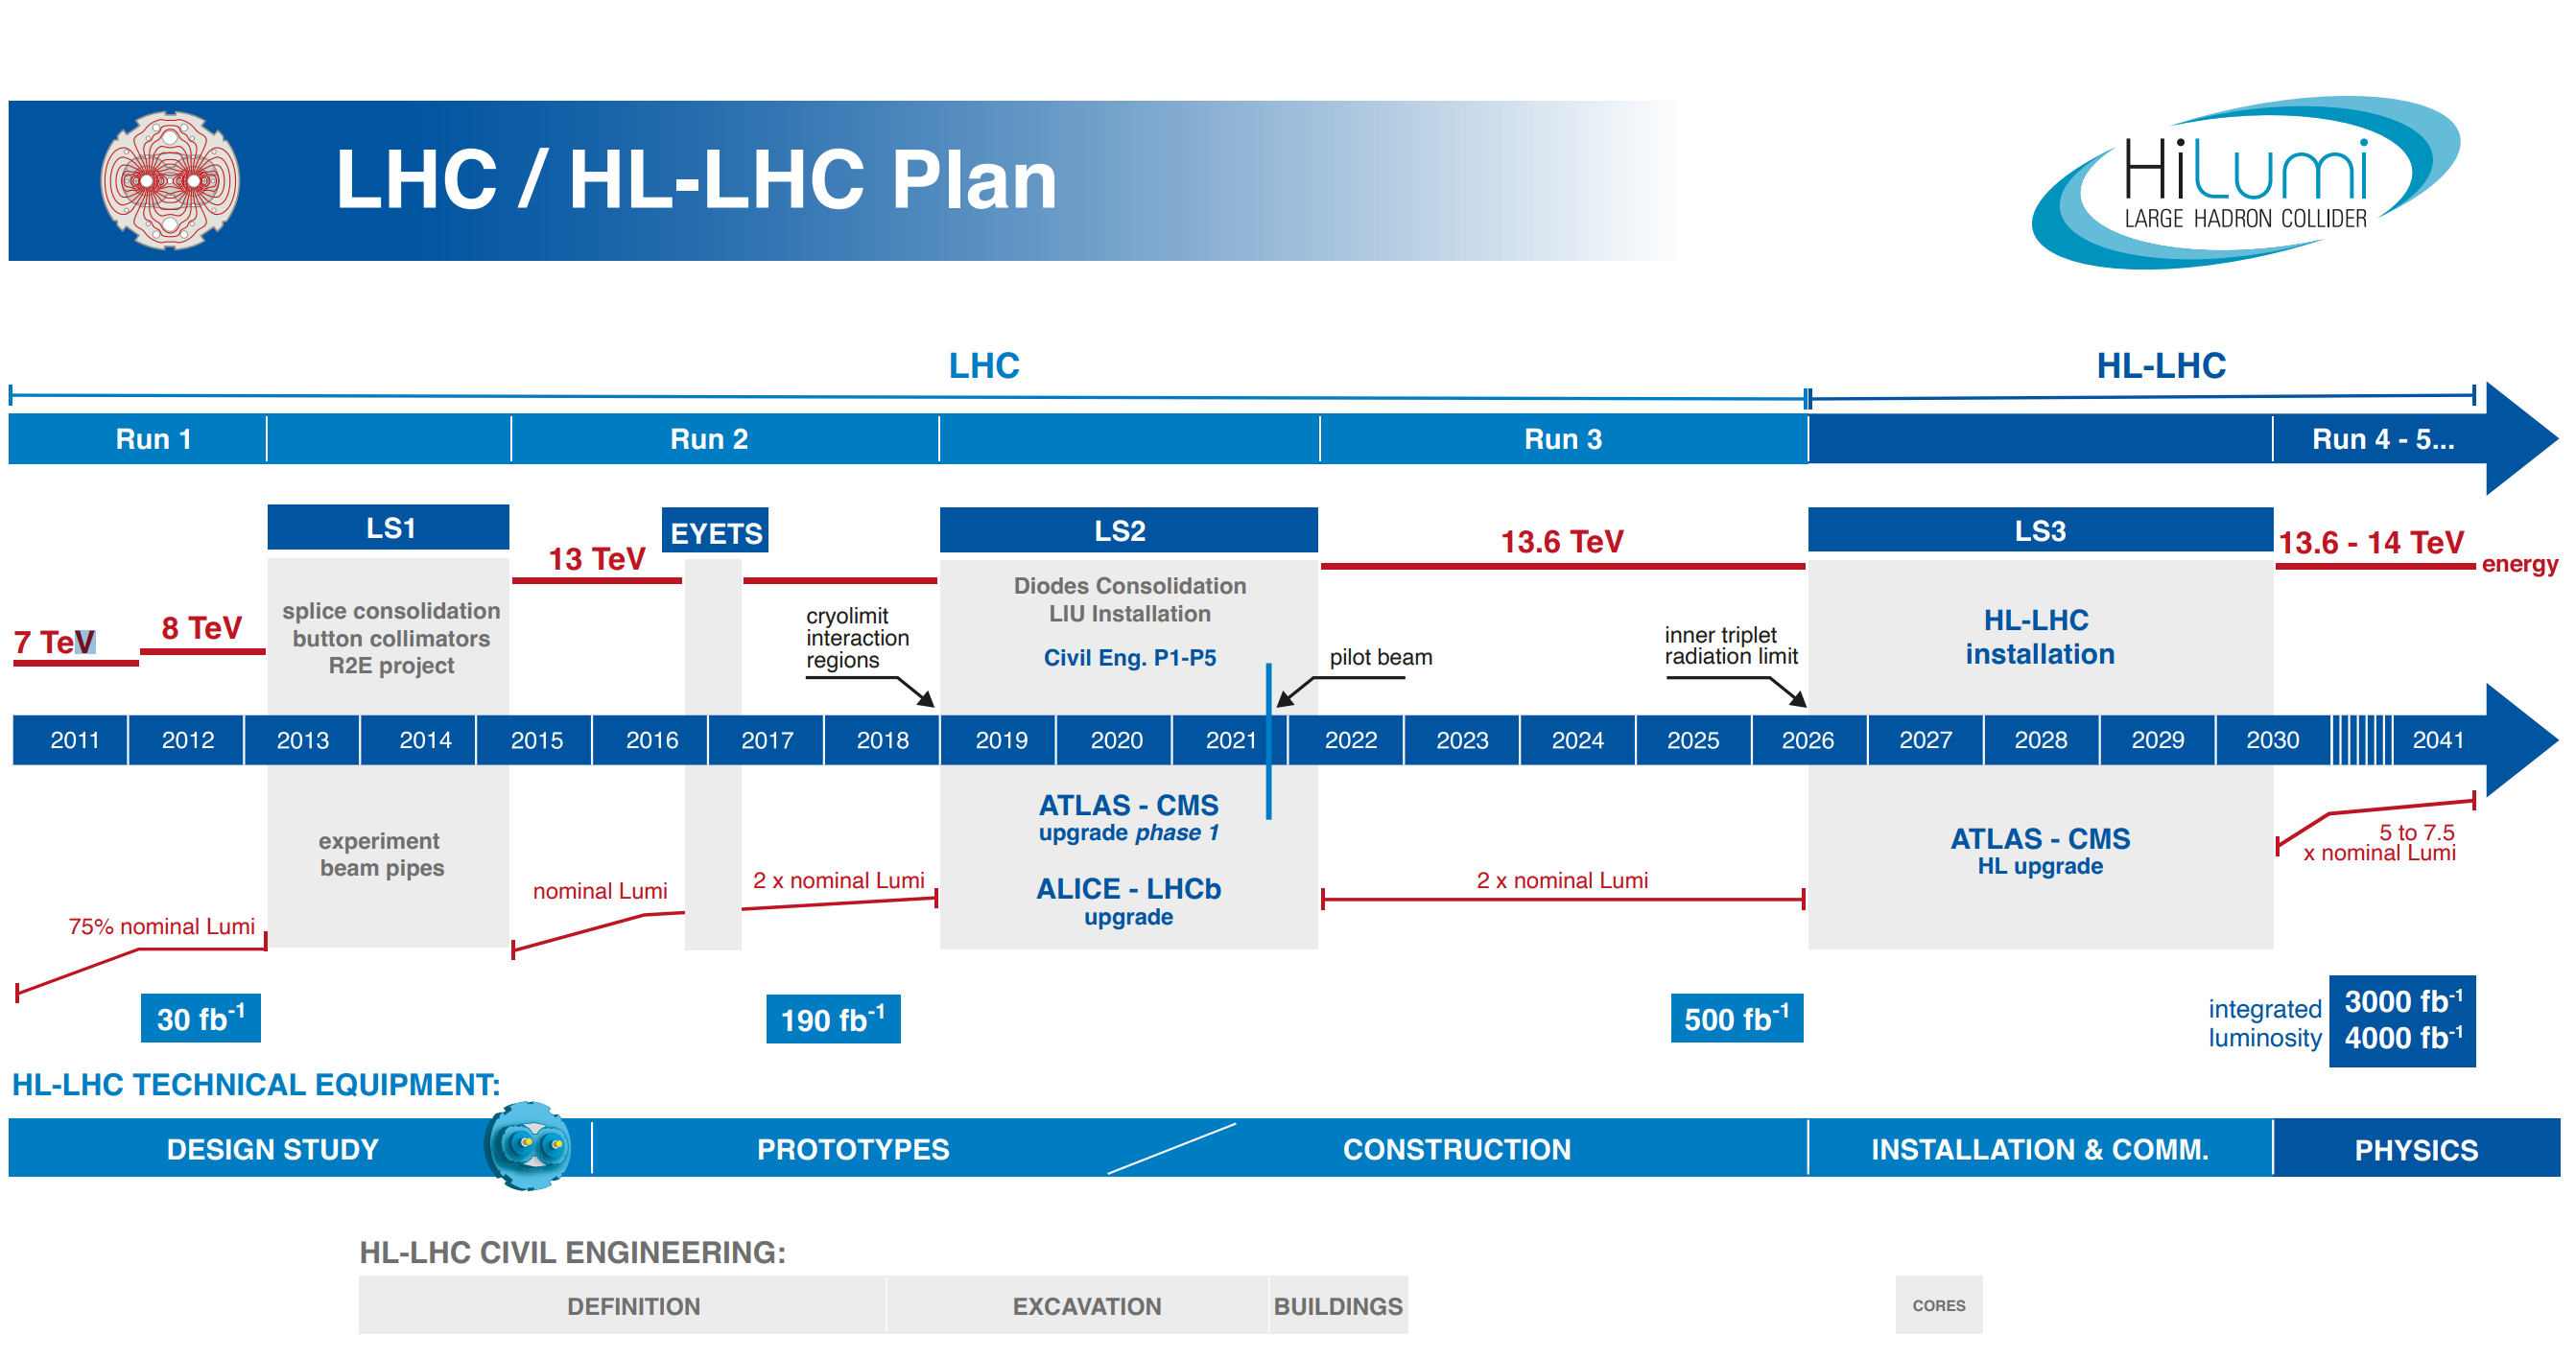 LHC / HL-LHC Plan
HiLumi
LARGE HADRON COLLIDER
LHC
HL-LHC
Run 1
Run 2
Run 3
Run 4 - 5...
LS1
EYETS
LS2
LS3
13 TeV
13.6 TeV
13.6 - 14 TeV
energy
7 TeV
8 TeV
splice consolidation
button collimators
R2E project
cryolimit
interaction
regions
Diodes Consolidation
LIU Installation
Civil Eng. P1-P5
pilot beam
inner triplet
radiation limit
HL-LHC
installation
2011
2012
2013
2014
2015
2016
2017
2018
2019
2020
2021
2022
2023
2024
2025
2026
2027
2028
2029
2030
2041
experiment
beam pipes
ATLAS - CMS
upgrade phase 1
ALICE - LHCb
upgrade
ATLAS - CMS
HL upgrade
5 to 7.5
x nominal Lumi
75% nominal Lumi
nominal Lumi
2 x nominal Lumi
2 x nominal Lumi
30 fb-1
190 fb-1
500 fb-1
integrated
luminosity
3000 fb-1
4000 fb-1
HL-LHC TECHNICAL EQUIPMENT:
DESIGN STUDY
PROTOTYPES
CONSTRUCTION
INSTALLATION & COMM.
PHYSICS
HL-LHC CIVIL ENGINEERING:
DEFINITION
EXCAVATION
BUILDINGS
CORES